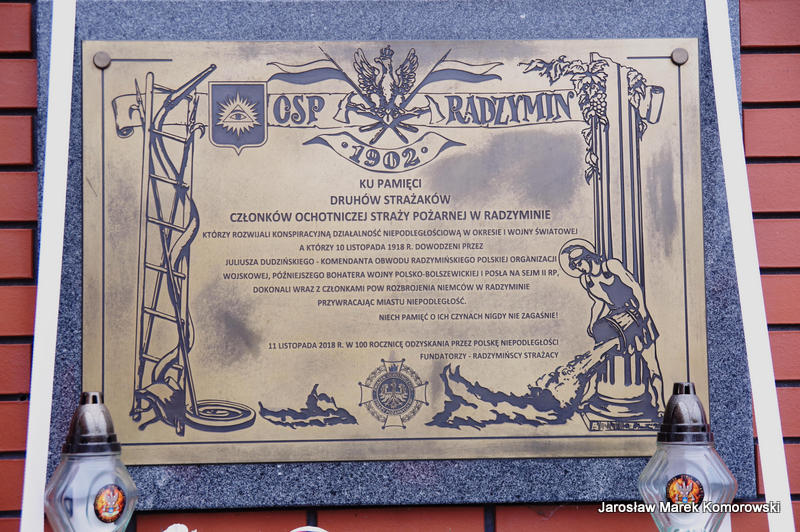 OSP RADZYMIN
1902
KU PAMIĘCI
DRUHÓW STRAŻAKÓW
CZŁONKÓW OCHOTNICZEJ STRAŻY POŻARNEJ W RADZYMINIE
KTÓRZY ROZWIJALI KONSPIRACYJNĄ DZIAŁALNOŚĆ NIEPODLEGŁOŚCIOWĄ W OKRESIE I WOJNY ŚWIATOWEJ
A KTÓRZY 10 LISTOPADA 1918 R. DOWODZENI PRZEZ
JULIUSZA DUDZIŃSKIEGO - KOMENDANTA OBWODU RADZYMIŃSKIEGO POLSKIEJ ORGANIZACJI
WOJSKOWEJ, PÓŹNIEJSZEGO BOHATERA WOJNY POLSKO-BOLSZEWICKIEJ I POSŁA NA SEJM II RP,
DOKONALI WRAZ Z CZŁONKAMI POW ROZBROJENIA NIEMCÓW W RADZYMINIE
PRZYWRACAJĄC MIASTU NIEPODLEGŁOŚĆ.
NIECH PAMIĘĆ O ICH CZYNACH NIGDY NIE ZAGAŚNIE!
11 LISTOPADA 2018 R. W 100 ROCZNICĘ ODZYSKANIA PRZEZ POLSKĘ NIEPODLEGŁOŚCI
FUNDATORZY - RADZYMIŃSCY STRAŻACY
Jarosław Marek Komorowski